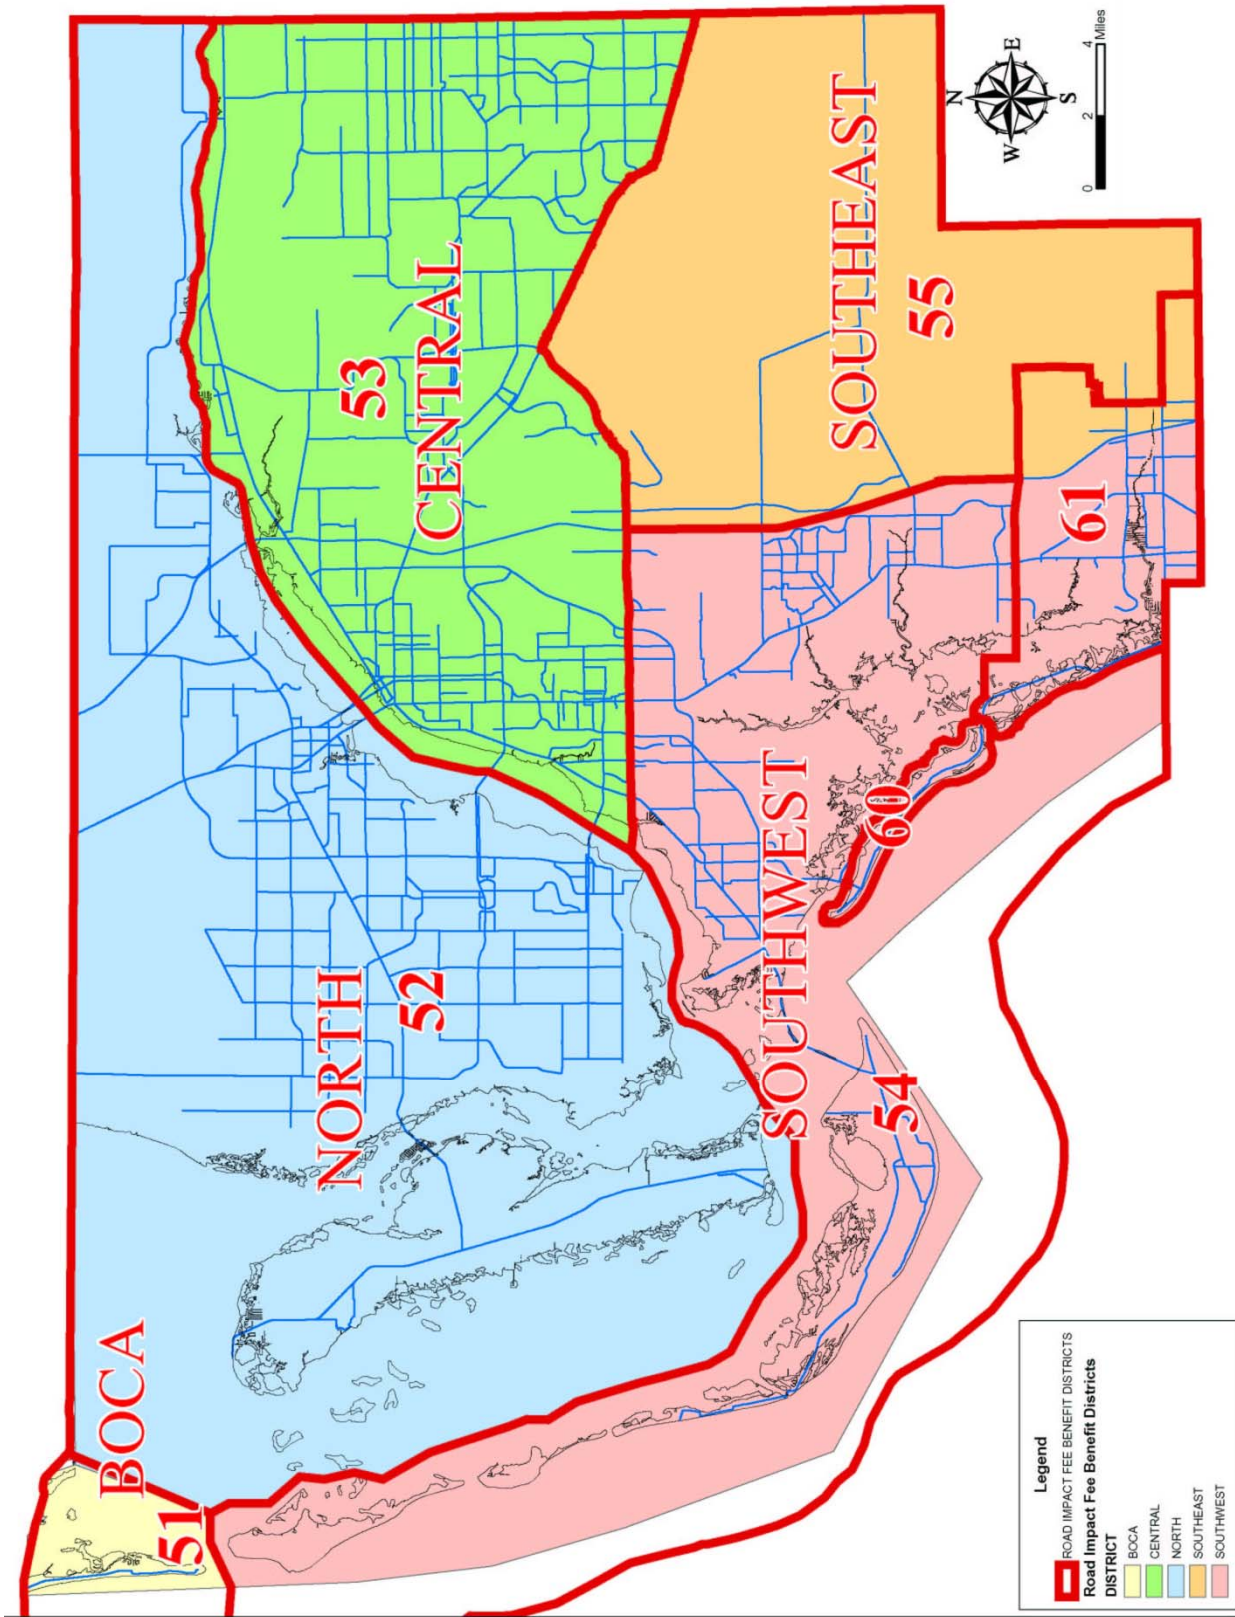 BOCA
51
NORTH
52
53
CENTRAL
SOUTHEAST
55
SOUTHWEST
54
60
61
N
E
S
W
0 2 4 Miles
Legend
ROAD IMPACT FEE BENEFIT DISTRICTS
Road Impact Fee Benefit Districts
DISTRICT
BOCA
CENTRAL
NORTH
SOUTHEAST
SOUTHWEST